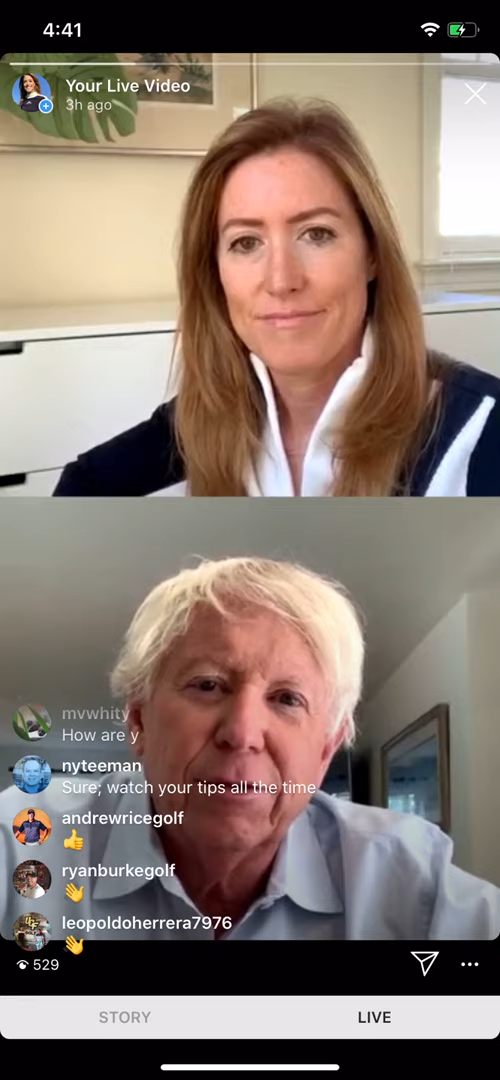 4:41
Your Live Video
3h ago
mvwhity
How are y
nyteeman
Sure; watch your tips all the time
andrewricegolf
👍
ryanburkegolf
👋
leopoldoherrera7976
👋
529
STORY
LIVE